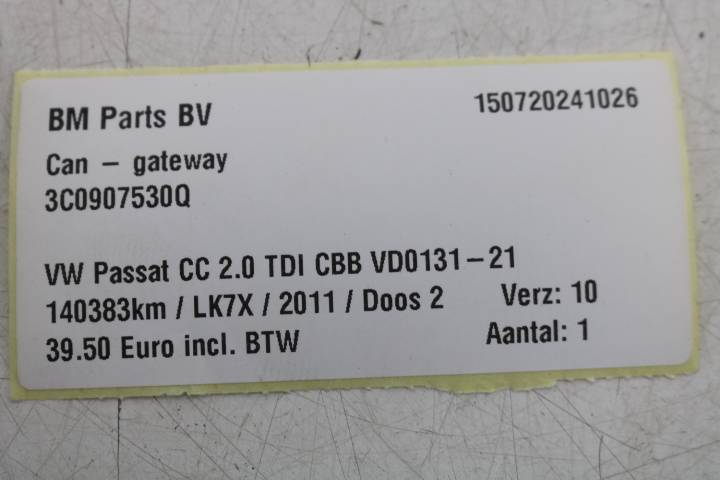 BM Parts BV 150720241026
Can - gateway
3C0907530Q
VW Passat CC 2.0 TDI CBB VD0131-21
140383km / LK7X / 2011 / Doos 2 Verz: 10
39.50 Euro incl. BTW Aantal: 1